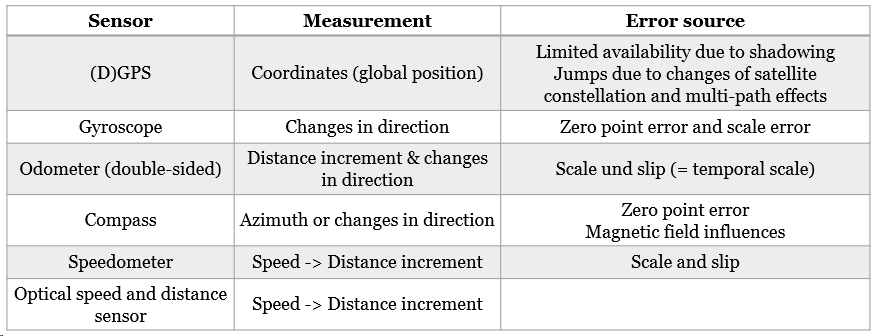 Sensor Measurement Error source
(D)GPS Coordinates (global position) Limited availability due to shadowing
Jumps due to changes of satellite
constellation and multi-path effects
Gyroscope Changes in direction Zero point error and scale error
Odometer (double-sided) Distance increment & changes
in direction Scale und slip (= temporal scale)
Compass Azimuth or changes in direction Zero point error
Magnetic field influences
Speedometer Speed -> Distance increment Scale and slip
Optical speed and distance
sensor Speed -> Distance increment